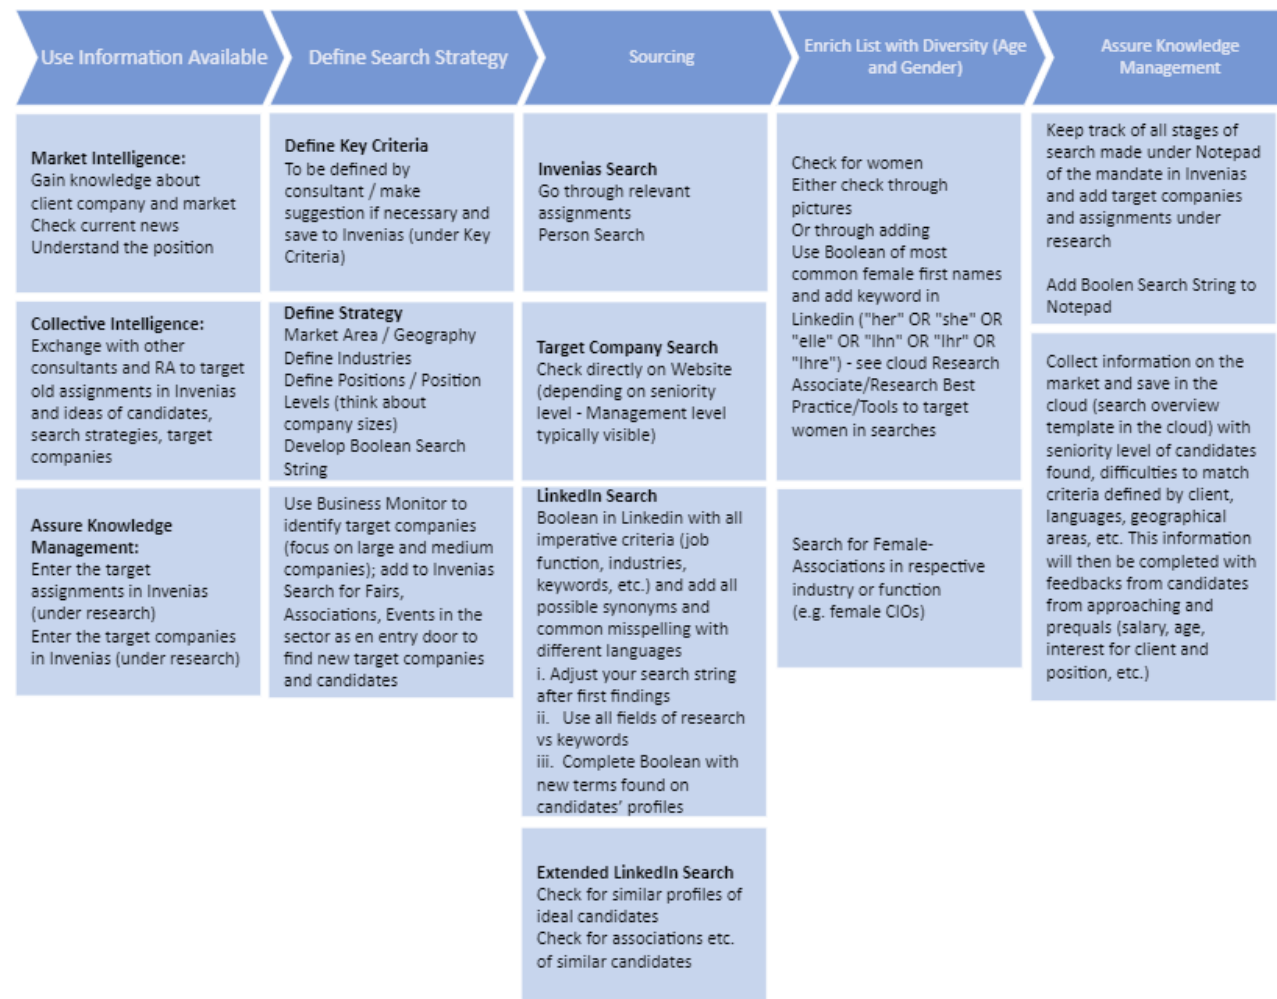 Use Information Available
Define Search Strategy
Sourcing
Enrich List with Diversity (Age
and Gender)
Assure Knowledge
Management
Market Intelligence:
Gain knowledge about
client company and market
Check current news
Understand the position
Collective Intelligence:
Exchange with other
consultants and RA to target
old assignments in Invenias
and ideas of candidates,
search strategies, target
companies
Assure Knowledge
Management:
Enter the target
assignments in Invenias
(under research)
Enter the target companies
in Invenias (under research)
Define Key Criteria
To be defined by
consultant / make
suggestion if necessary and
save to Invenias (under Key
Criteria)
Define Strategy
Market Area / Geography
Define Industries
Define Positions / Position
Levels (think about
company sizes)
Develop Boolean Search
String
Use Business Monitor to
identify target companies
(focus on large and medium
companies); add to Invenias
Search for Fairs,
Associations, Events in the
sector as en entry door to
find new target companies
and candidates
Invenias Search
Go through relevant
assignments
Person Search
Target Company Search
Check directly on Website
(depending on seniority
level - Management level
typically visible)
LinkedIn Search
Boolean in Linkedin with all
imperative criteria (job
function, industries,
keywords, etc.) and add all
possible synonyms and
common misspelling with
different languages
i. Adjust your search string
after first findings
ii. Use all fields of research
vs keywords
iii. Complete Boolean with
new terms found on
candidates' profiles
Extended LinkedIn Search
Check for similar profiles of
ideal candidates
Check for associations etc.
of similar candidates
Check for women
Either check through
pictures
Or through adding
Use Boolean of most
common female first names
and add keyword in
Linkedin ("her" OR "she" OR
"elle" OR "Ihn" OR "Ihr" OR
"Ihre") - see cloud Research
Associate/Research Best
Practice/Tools to target
women in searches
Search for Female-
Associations in respective
industry or function
(e.g. female CIOs)
Keep track of all stages of
search made under Notepad
of the mandate in Invenias
and add target companies
and assignments under
research
Add Boolen Search String to
Notepad
Collect information on the
market and save in the
cloud (search overview
template in the cloud) with
seniority level of candidates
found, difficulties to match
criteria defined by client,
languages, geographical
areas, etc. This information
will then be completed with
feedbacks from candidates
from approaching and
prequals (salary, age,
interest for client and
position, etc.)